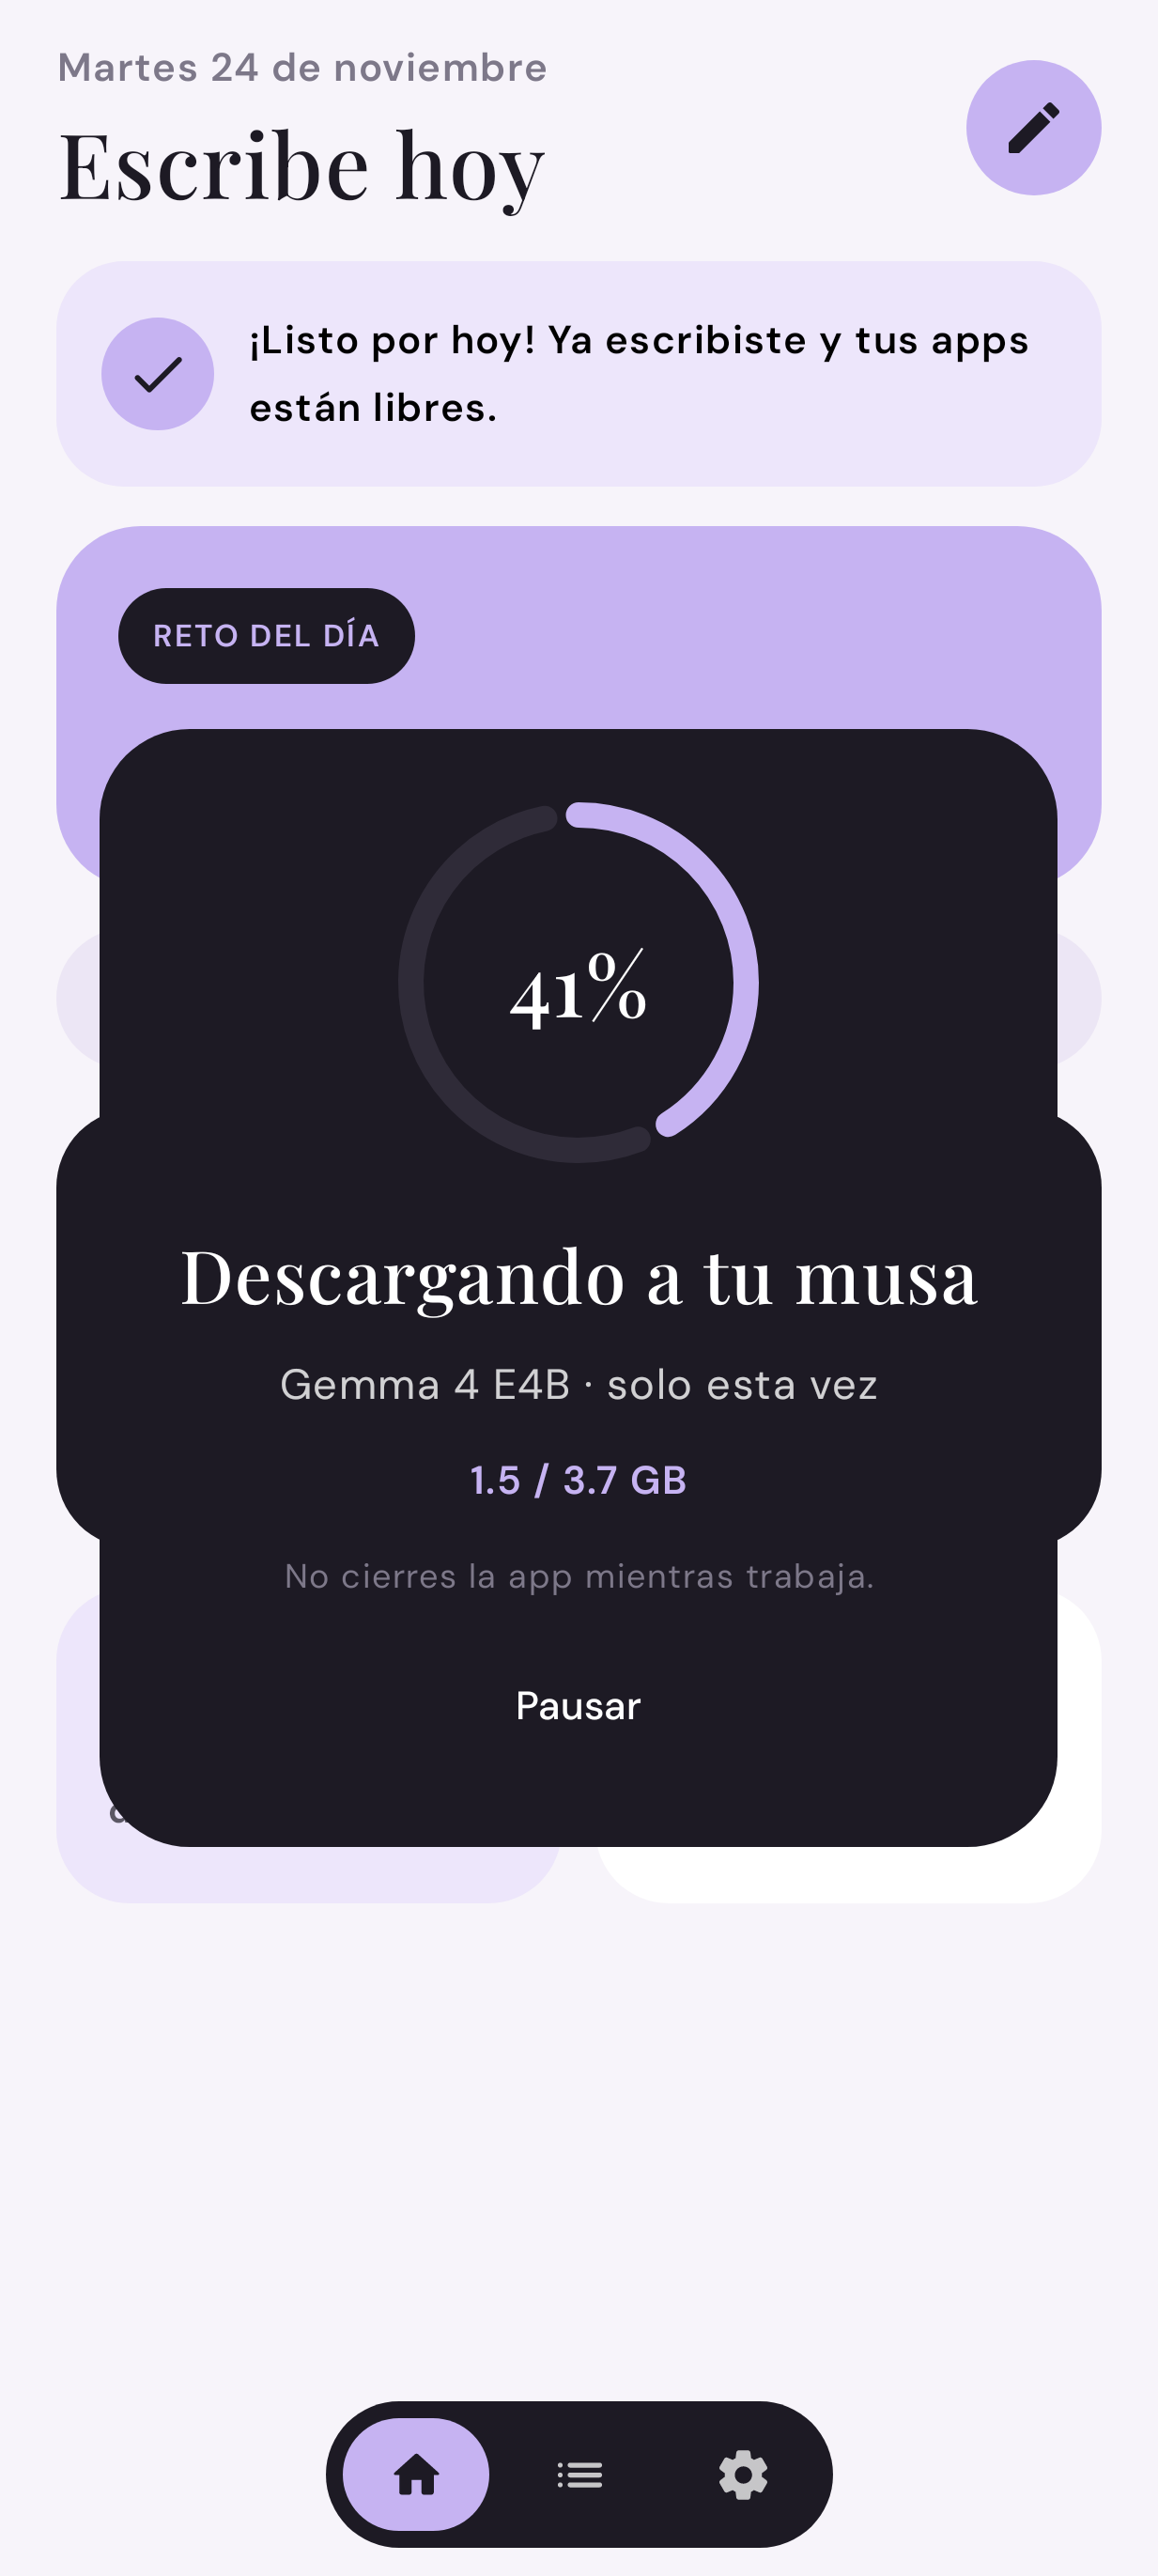 Martes 24 de noviembre
Escribe hoy
¡Listo por hoy! Ya escribiste y tus apps
están libres.
RETO DEL DÍA
41%
Descargando a tu musa
Gemma 4 E4B · solo esta vez
1.5 / 3.7 GB
No cierres la app mientras trabaja.
Pausar